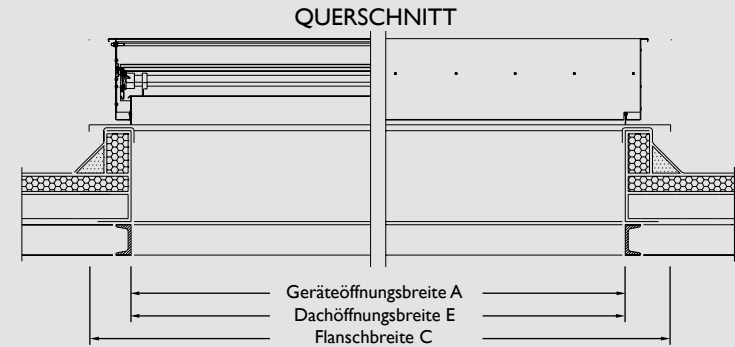 QUERSCHNITT
Geräteöffnungsbreite A
Dachöffnungsbreite E
Flanschbreite C